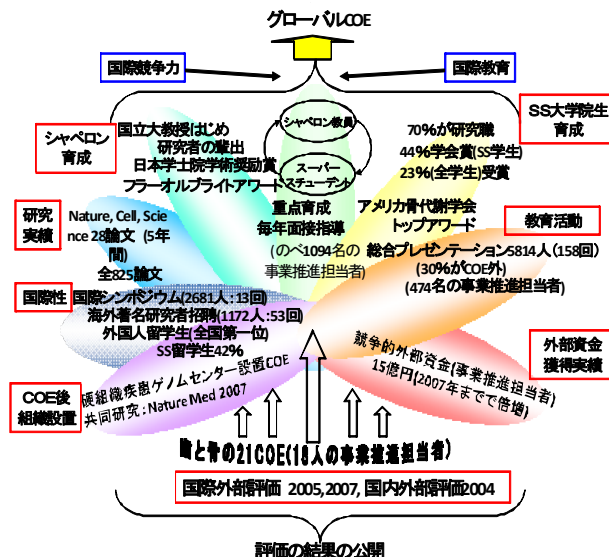 グローバルCOE
国際競争力
国際教育
シャペロン
育成
国立大教授はじめ
研究者の輩出
日本学士院学術奨励賞
フラーオルブライトアワード
シャペロン教員
スーパー
スチューデント
重点育成
毎年面接指導
(のべ1094名の
事業推進担当者)
70%が研究職
44%学会賞(SS学生)
23%(全学生)受賞
アメリカ骨代謝学会
トップアワード
SS大学院生
育成
研究
実績
Nature, Cell, Scie
nce 28論文 (5年
間)
全825論文
教育活動
総合プレゼンテーション5814人(158回)
(30%がCOE外)
(474名の事業推進担当者)
国際性
国際シンポジウム(2681人:13回)
海外著名研究者招聘(1172人:53回)
外国人留学生(全国第一位)
SS留学生42%
COE後
組織設置
硬組織疾患ゲノムセンター設置COE
共同研究:Nature Med 2007
競争的外部資金(事業推進担当者)
15億円(2007年までで倍増)
外部資金
獲得実績
歯と骨の21COE(18人の事業推進担当者)
国際外部評価 2005,2007, 国内外部評価2004
評価の結果の公開